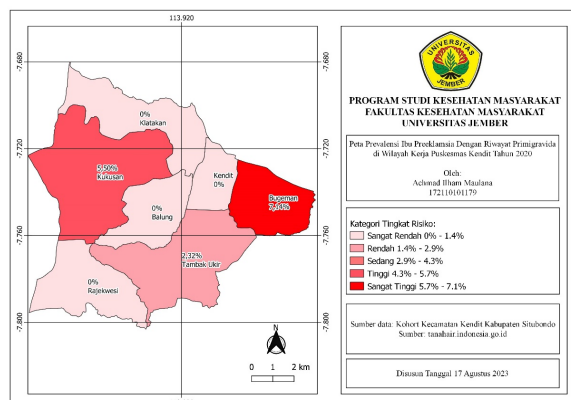 113.920
-7.680
-7.680
0%
Klatakan
-7.720
-7.720
5,50%
Kukusan
Kendit
0%
Bugeman
7,14%
0%
Balung
-7.760
-7.760
2,32%
Tambak Ukir
0%
Rajekwesi
-7.800
-7.800
N
0 1 2 km
UNIVERSITAS
JEMBER
PROGRAM STUDI KESEHATAN MASYARAKAT
FAKULTAS KESEHATAN MASYARAKAT
UNIVERSITAS JEMBER
Peta Prevalensi Ibu Preeklamsia Dengan Riwayat Primigravida
di Wilayah Kerja Puskesmas Kendit Tahun 2020
Oleh:
Achmad Ilham Maulana
172110101179
Kategori Tingkat Risiko:
Sangat Rendah 0% - 1.4%
Rendah 1.4% - 2.9%
Sedang 2.9% - 4.3%
Tinggi 4.3% - 5.7%
Sangat Tinggi 5.7% - 7.1%
Sumber data: Kohort Kecamatan Kendit Kabupaten Situbondo
Sumber: tanahair.indonesia.go.id
Disusun Tanggal 17 Agustus 2023